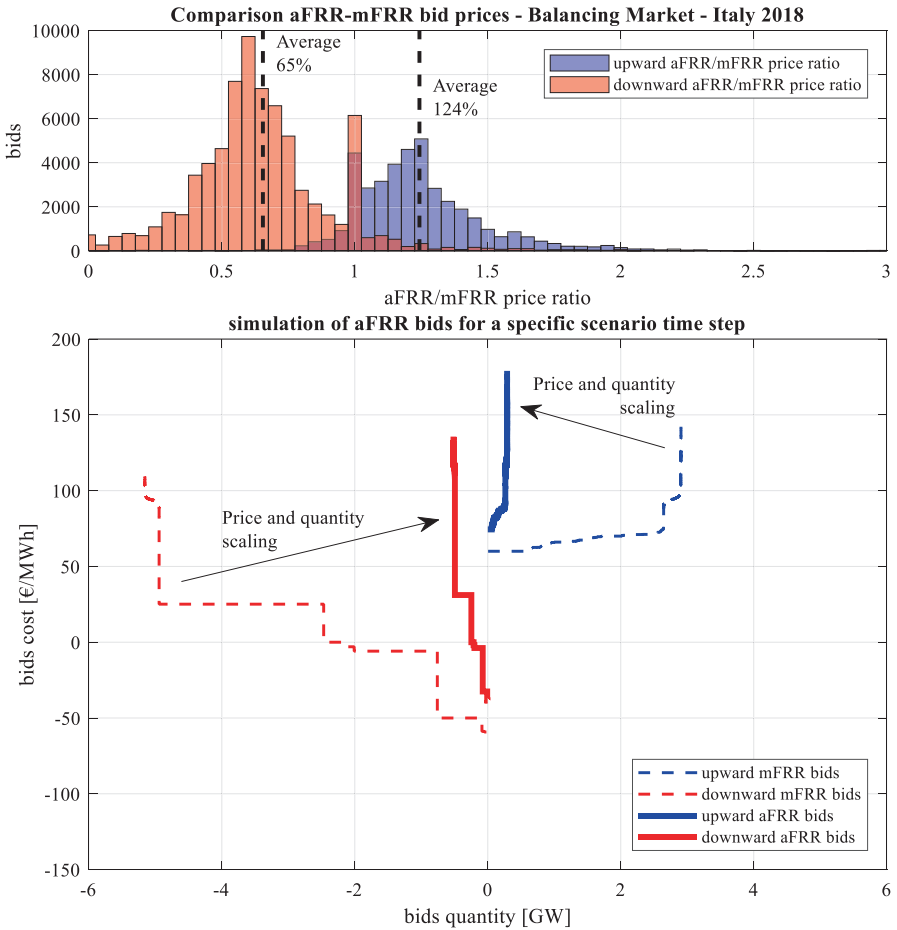 Comparison aFRR-mFRR bid prices - Balancing Market - Italy 2018
10000
8000
6000
4000
2000
0
bids
Average
65%
Average
124%
upward aFRR/mFRR price ratio
downward aFRR/mFRR price ratio
0
0.5
1
1.5
2
2.5
3
aFRR/mFRR price ratio
simulation of aFRR bids for a specific scenario time step
200
150
100
50
0
-50
-100
-150
bids cost [€/MWh]
Price and quantity
scaling
Price and quantity
scaling
upward mFRR bids
downward mFRR bids
upward aFRR bids
downward aFRR bids
-6
-4
-2
0
2
4
6
bids quantity [GW]